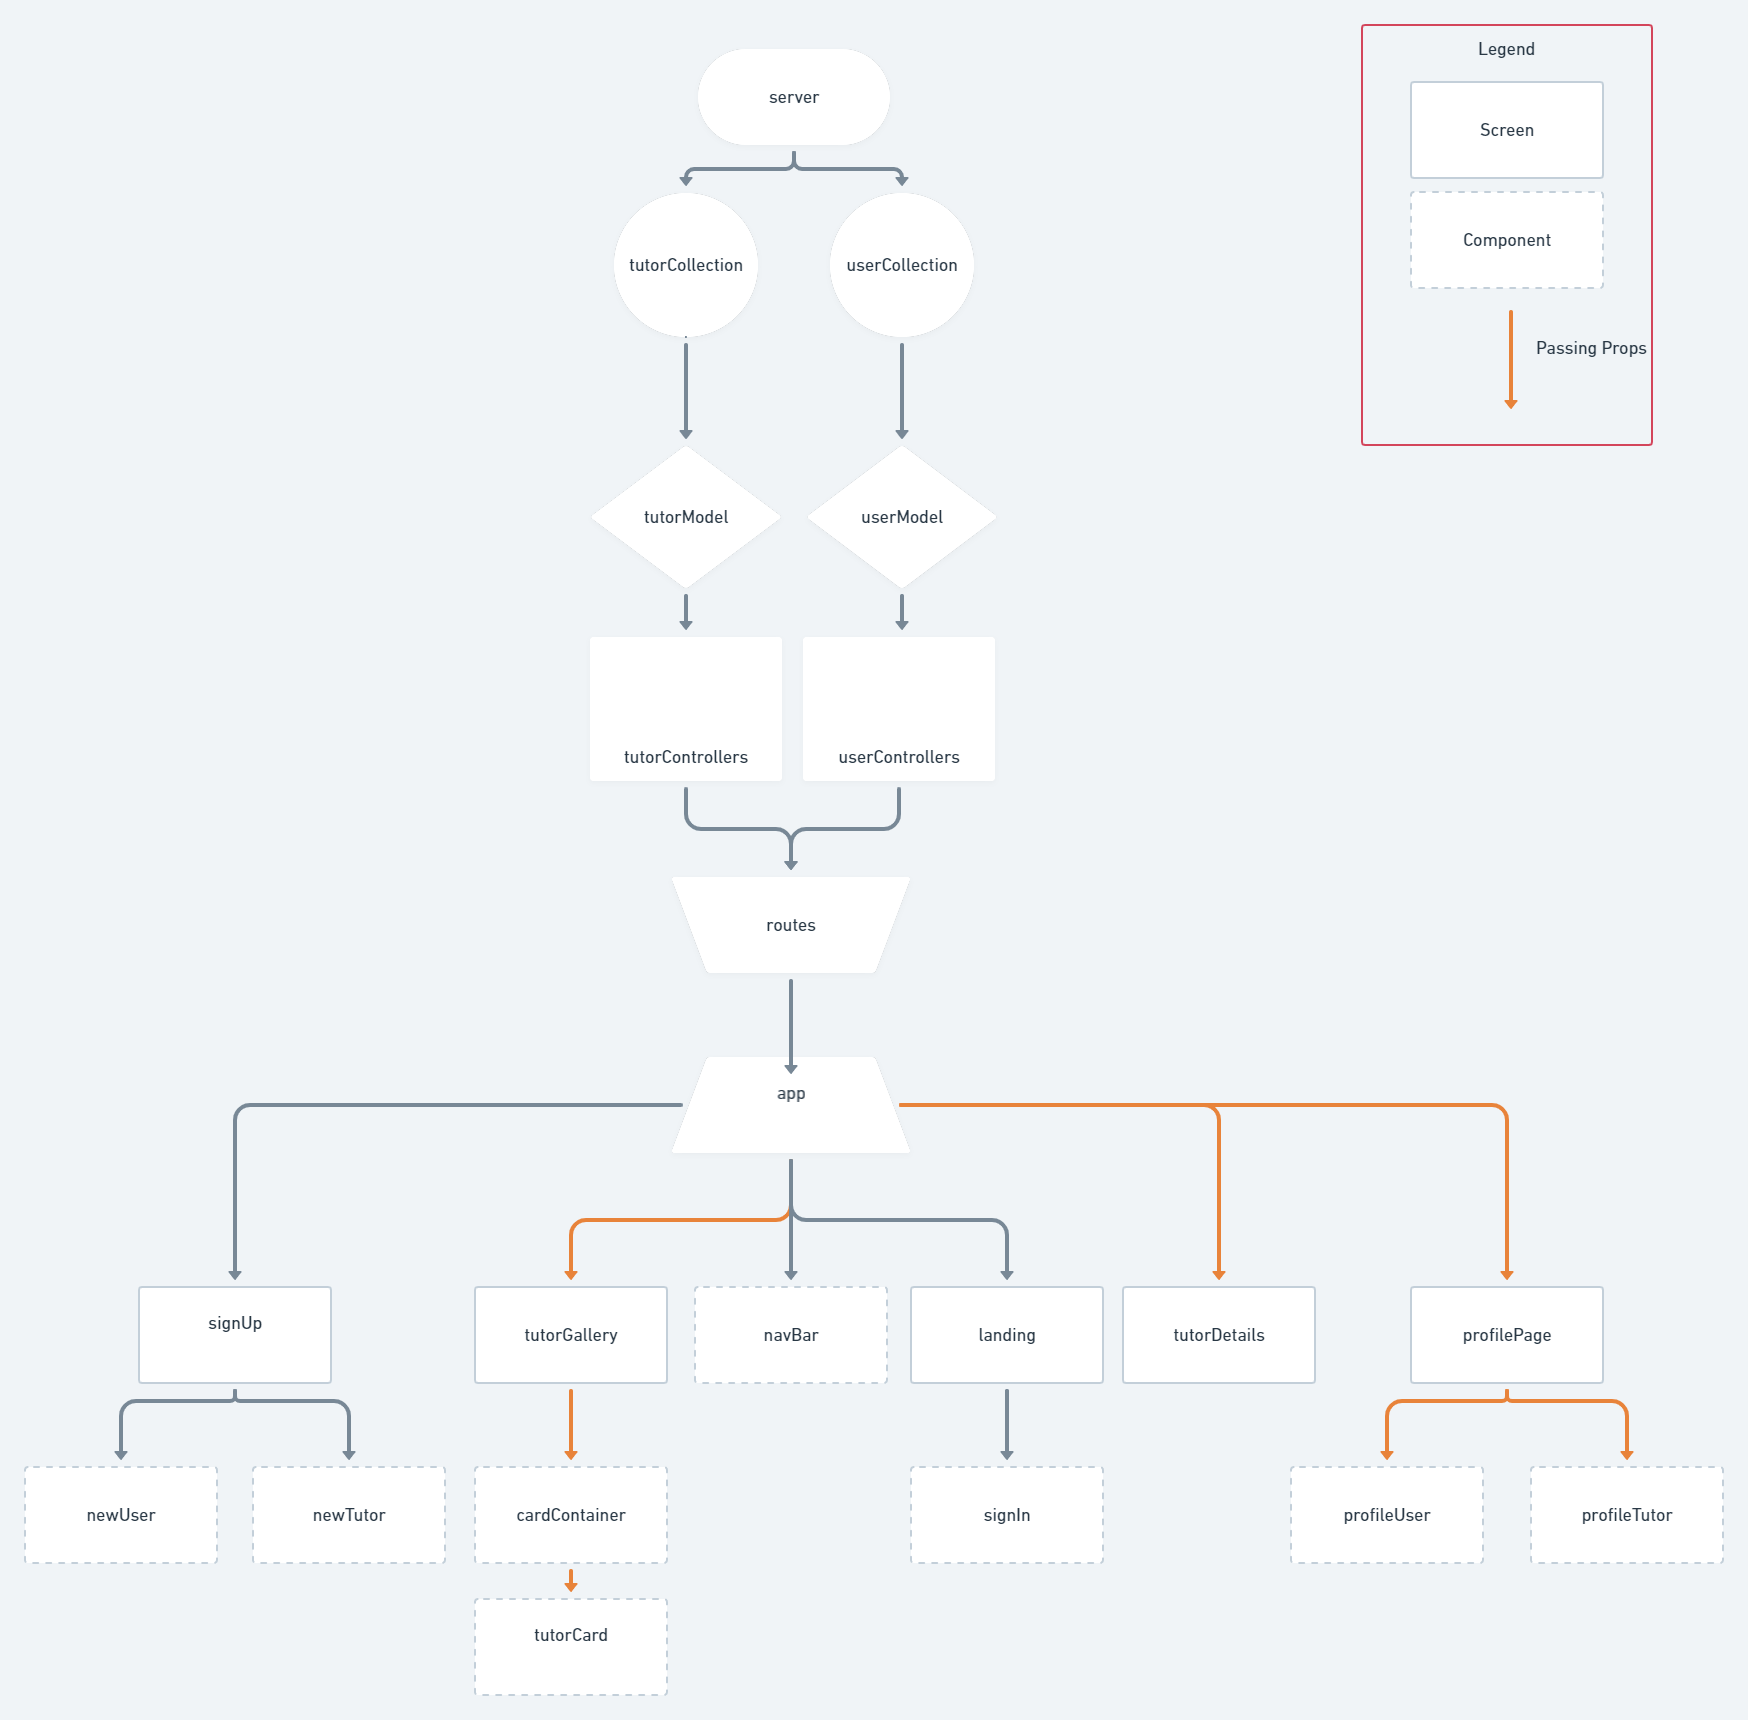 Legend
Screen
Component
Passing Props
server
tutorCollection
userCollection
tutorModel
userModel
tutorControllers
userControllers
routes
app
signUp
tutorGallery
navBar
landing
tutorDetails
profilePage
newUser
newTutor
cardContainer
signIn
profileUser
profileTutor
tutorCard